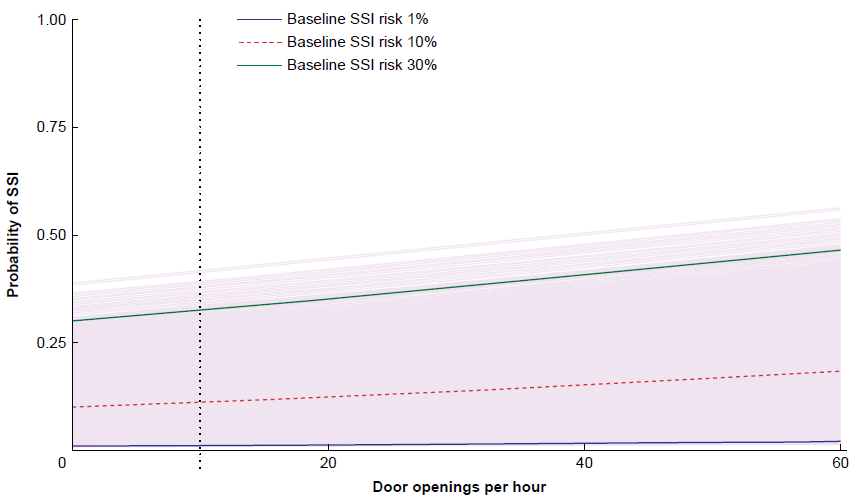 1.00
Baseline SSI risk 1%
Baseline SSI risk 10%
Baseline SSI risk 30%
0.75
0.50
0.25
Probability of SSI
0 20 40 60
Door openings per hour